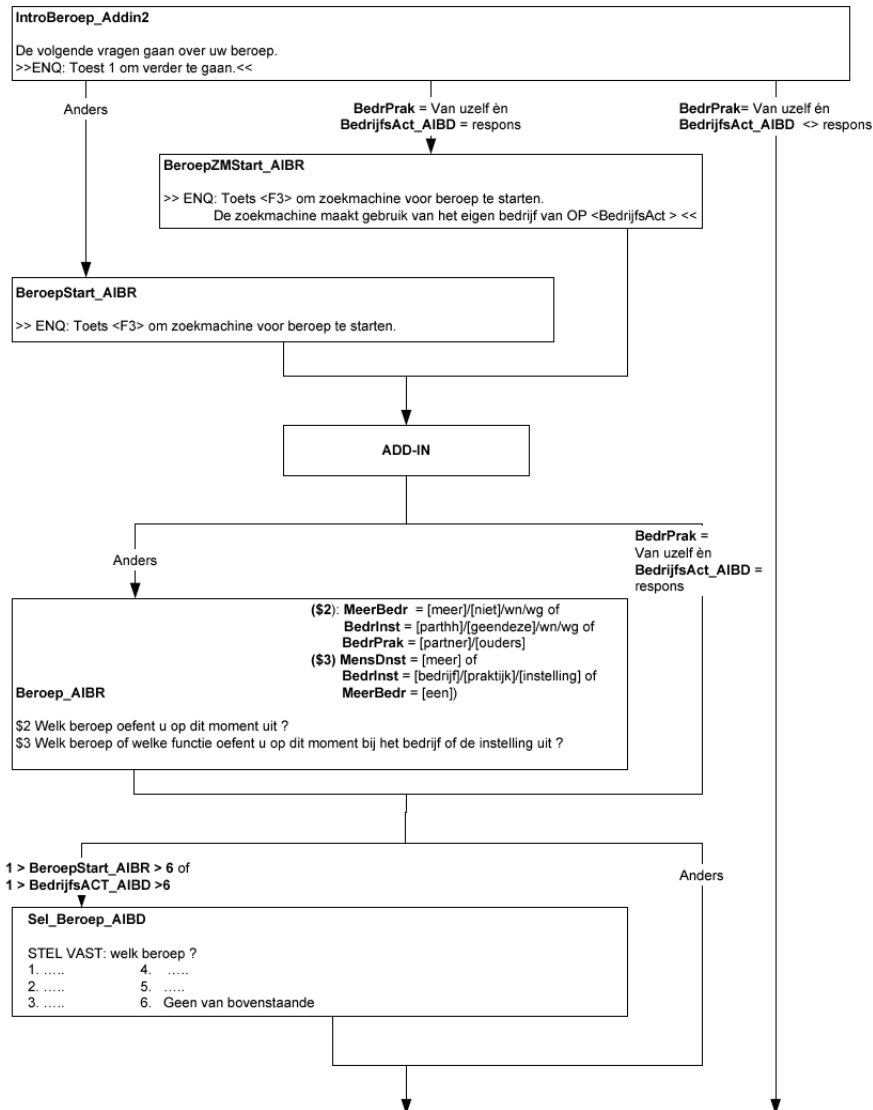 IntroBeroep_Addin2
De volgende vragen gaan over uw beroep.
>>ENQ: Toest 1 om verder te gaan.<<
Anders
BedrPrak = Van uzelf èn
BedrijfsAct_AIBD = respons
BedrPrak= Van uzelf én
BedrijfsAct_AIBD <> respons
BeroepZMStart_AIBR
>> ENQ: Toets <F3> om zoekmachine voor beroep te starten.
De zoekmachine maakt gebruik van het eigen bedrijf van OP <BedrijfsAct > <<
BeroepStart_AIBR
>> ENQ: Toets <F3> om zoekmachine voor beroep te starten.
ADD-IN
Anders
BedrPrak =
Van uzelf èn
BedrijfsAct_AIBD =
respons
($2): MeerBedr = [meer]/[niet]/wn/wg of
BedrInst = [parthh]/[geendeze]/wn/wg of
BedrPrak = [partner]/[ouders]
($3) MensDnst = [meer] of
BedrInst = [bedrijf]/[praktijk]/[instelling] of
MeerBedr = [een])
Beroep_AIBR
$2 Welk beroep oefent u op dit moment uit ?
$3 Welk beroep of welke functie oefent u op dit moment bij het bedrijf of de instelling uit ?
1 > BeroepStart_AIBR > 6 of
1 > BedrijfsACT_AIBD >6
Anders
Sel_Beroep_AIBD
STEL VAST: welk beroep ?
1. ..... 4. .....
2. ..... 5. .....
3. ..... 6. Geen van bovenstaande